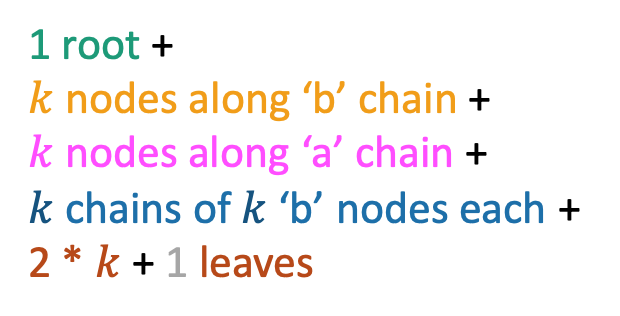 1 root +
k nodes along ‘b’ chain +
k nodes along ‘a’ chain +
k chains of k ‘b’ nodes each +
2 * k + 1 leaves